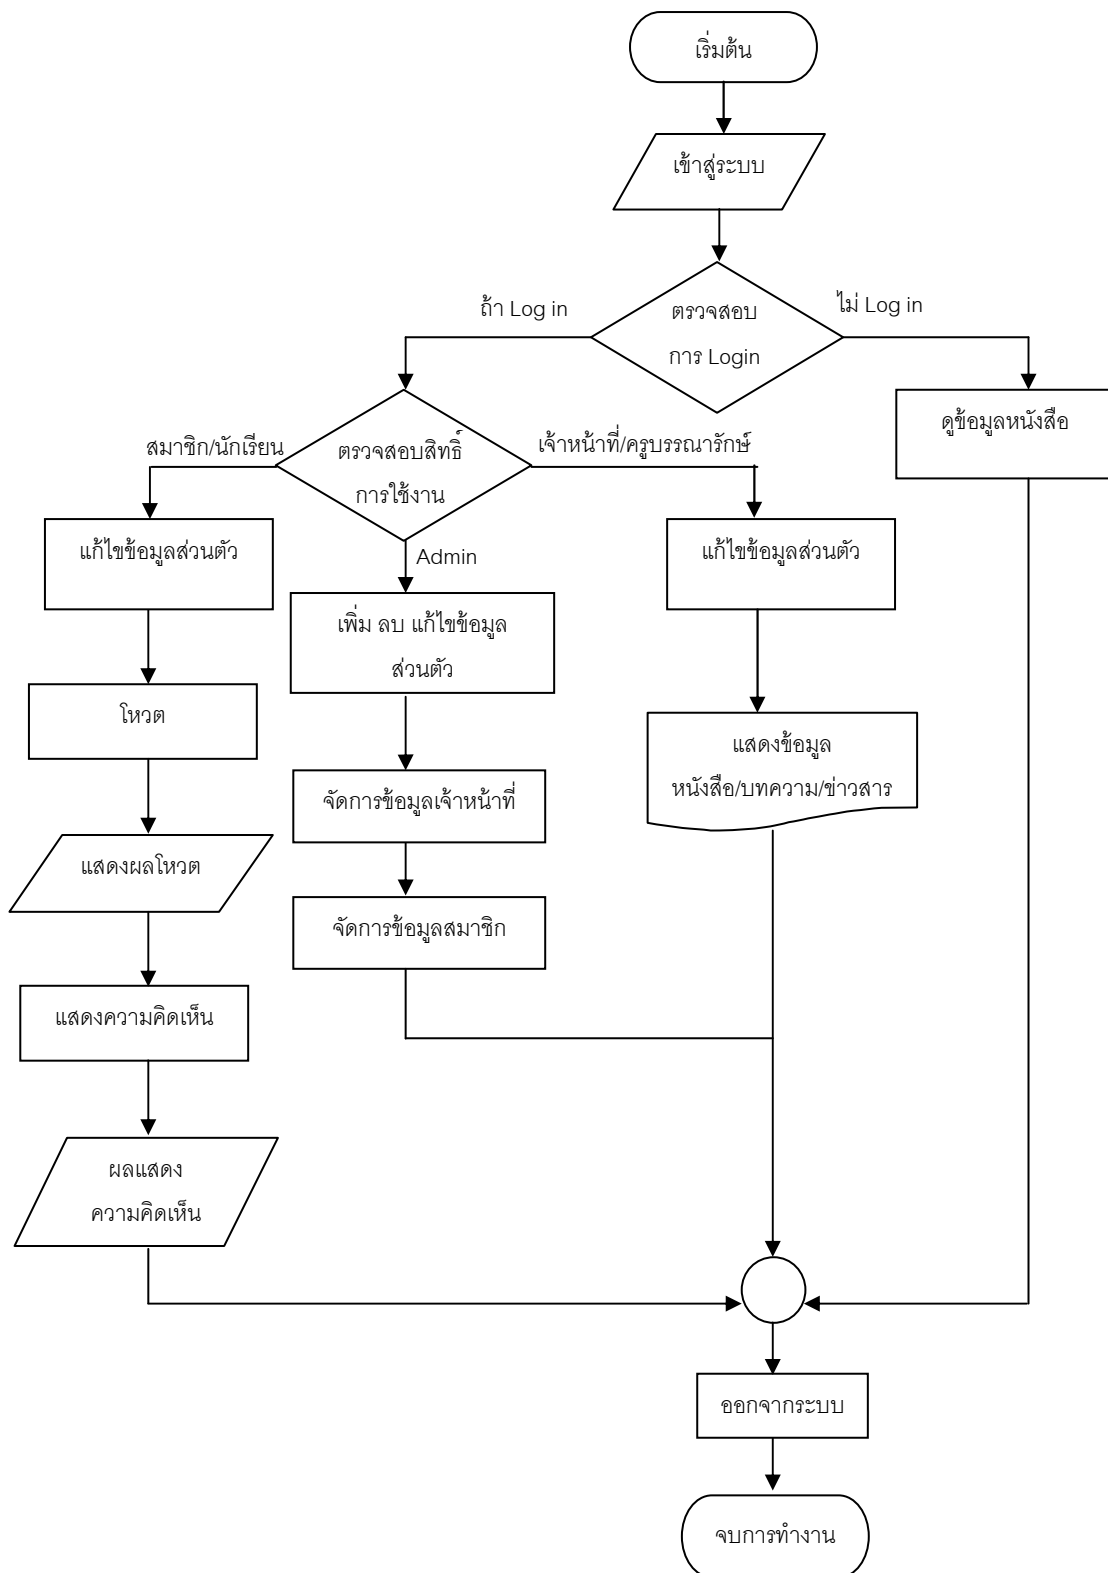 เริ่มต้น
เข้าสู่ระบบ
ถ้า Log in
ไม่ Log in
ตรวจสอบ
การ Login
ดูข้อมูลหนังสือ
สมาชิก/นักเรียน
ตรวจสอบสิทธิ์
การใช้งาน
เจ้าหน้าที่/ครูบรรณารักษ์
Admin
แก้ไขข้อมูลส่วนตัว
แก้ไขข้อมูลส่วนตัว
เพิ่ม ลบ แก้ไขข้อมูล
ส่วนตัว
โหวต
แสดงข้อมูล
หนังสือ/บทความ/ข่าวสาร
จัดการข้อมูลเจ้าหน้าที่
แสดงผลโหวต
จัดการข้อมูลสมาชิก
แสดงความคิดเห็น
ผลแสดง
ความคิดเห็น
ออกจากระบบ
จบการทำงาน